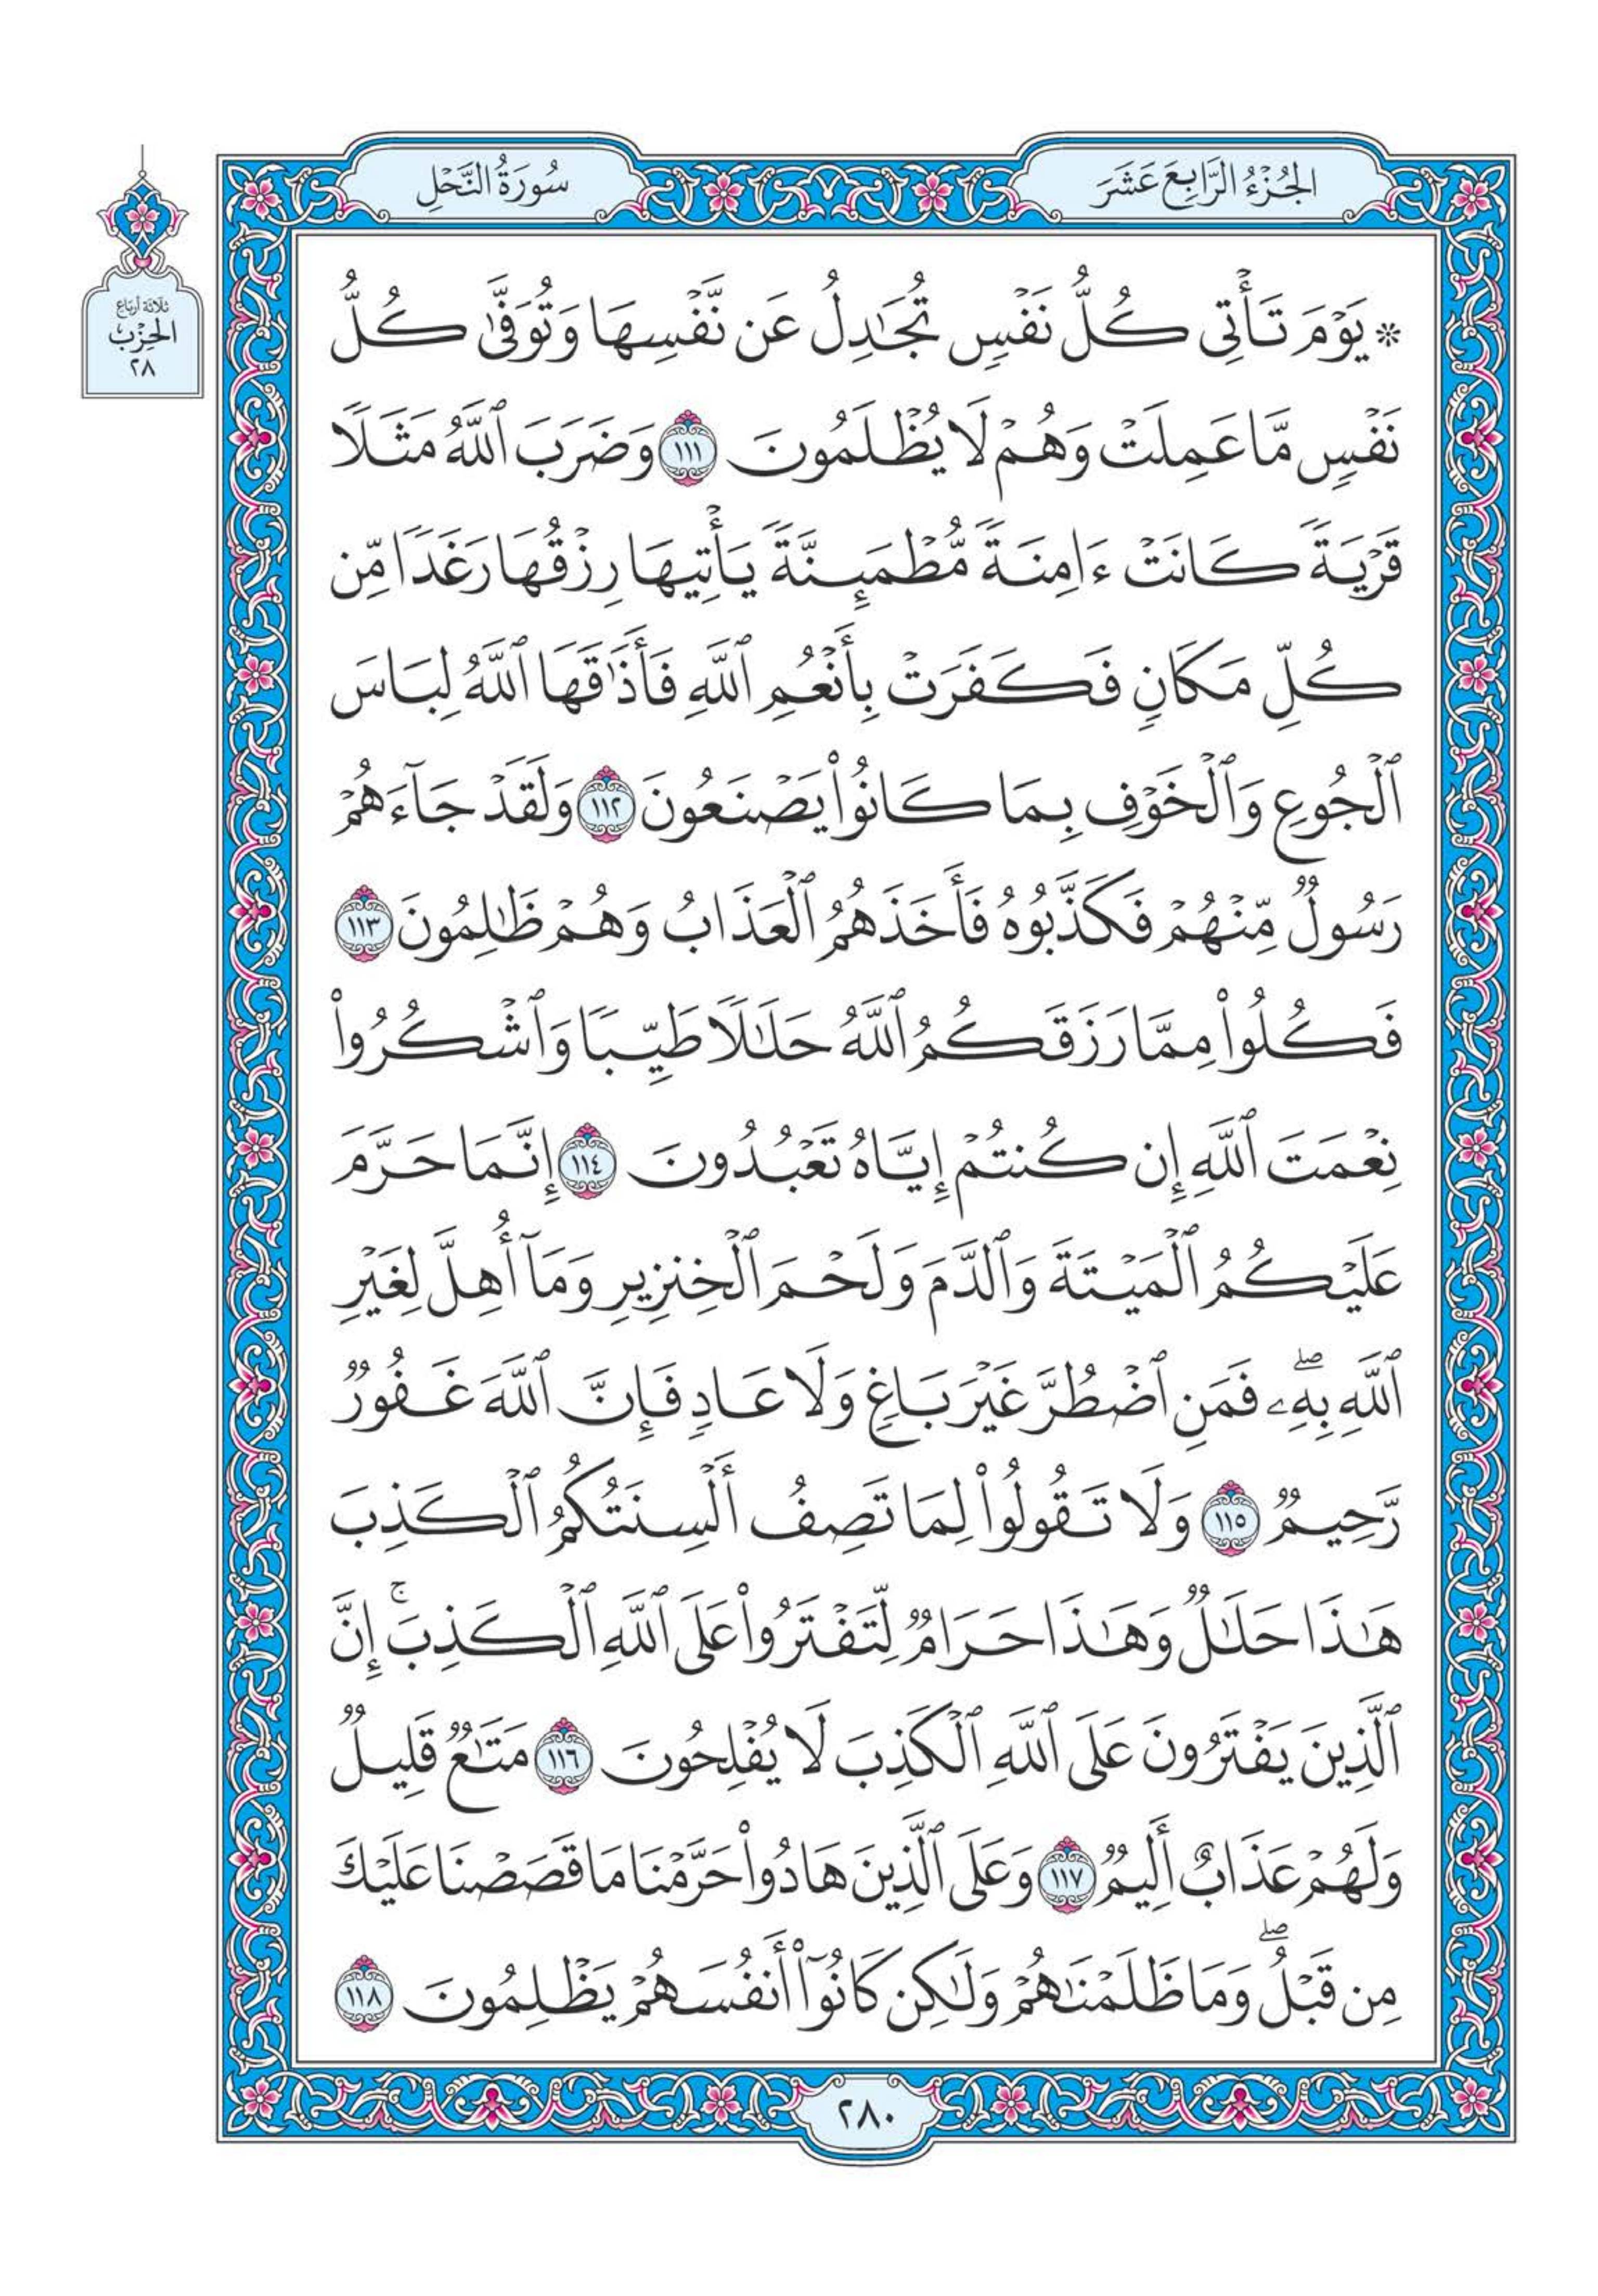 الجُزْءُ الرَّابِعَ عَشَرَ
سُورَةُ النَّحْلِ
ثلاثة أرباع
الحِزْب
٢٨
۞ يَوْمَ تَأْتِي كُلُّ نَفْسٍ تُجَٰدِلُ عَن نَّفْسِهَا وَتُوَفَّىٰ كُلُّ
نَفْسٍ مَّا عَمِلَتْ وَهُمْ لَا يُظْلَمُونَ ١١١ وَضَرَبَ ٱللَّهُ مَثَلًا
قَرْيَةً كَانَتْ ءَامِنَةً مُّطْمَئِنَّةً يَأْتِيهَا رِزْقُهَا رَغَدًا مِّن
كُلِّ مَكَانٍ فَكَفَرَتْ بِأَنْعُمِ ٱللَّهِ فَأَذَٰقَهَا ٱللَّهُ لِبَاسَ
ٱلْجُوعِ وَٱلْخَوْفِ بِمَا كَانُوا۟ يَصْنَعُونَ ١١٢ وَلَقَدْ جَآءَهُمْ
رَسُولٌ مِّنْهُمْ فَكَذَّبُوهُ فَأَخَذَهُمُ ٱلْعَذَابُ وَهُمْ ظَٰلِمُونَ ١١٣
فَكُلُوا۟ مِمَّا رَزَقَكُمُ ٱللَّهُ حَلَٰلًا طَيِّبًا وَٱشْكُرُوا۟
نِعْمَتَ ٱللَّهِ إِن كُنتُمْ إِيَّاهُ تَعْبُدُونَ ١١٤ إِنَّمَا حَرَّمَ
عَلَيْكُمُ ٱلْمَيْتَةَ وَٱلدَّمَ وَلَحْمَ ٱلْخِنزِيرِ وَمَآ أُهِلَّ لِغَيْرِ
ٱللَّهِ بِهِۦۖ فَمَنِ ٱضْطُرَّ غَيْرَ بَاغٍ وَلَا عَادٍ فَإِنَّ ٱللَّهَ غَفُورٌ
رَّحِيمٌ ١١٥ وَلَا تَقُولُوا۟ لِمَا تَصِفُ أَلْسِنَتُكُمُ ٱلْكَذِبَ
هَٰذَا حَلَٰلٌ وَهَٰذَا حَرَامٌ لِّتَفْتَرُوا۟ عَلَى ٱللَّهِ ٱلْكَذِبَۚ إِنَّ
ٱلَّذِينَ يَفْتَرُونَ عَلَى ٱللَّهِ ٱلْكَذِبَ لَا يُفْلِحُونَ ١١٦ مَتَٰعٌ قَلِيلٌ
وَلَهُمْ عَذَابٌ أَلِيمٌ ١١٧ وَعَلَى ٱلَّذِينَ هَادُوا۟ حَرَّمْنَا مَا قَصَصْنَا عَلَيْكَ
مِن قَبْلُۖ وَمَا ظَلَمْنَٰهُمْ وَلَٰكِن كَانُوٓا۟ أَنفُسَهُمْ يَظْلِمُونَ ١١٨
٢٨٠